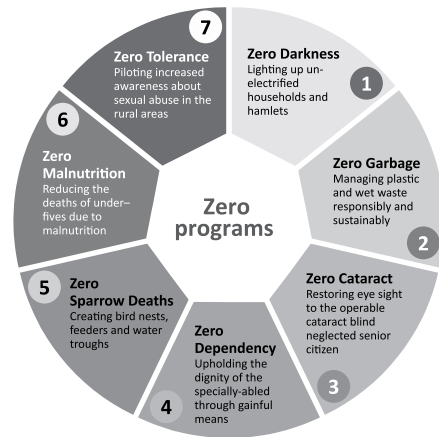 Zero
programs
1
Zero Darkness
Lighting up un-
electrified
households and
hamlets
2
Zero Garbage
Managing plastic
and wet waste
responsibly and
sustainably
3
Zero Cataract
Restoring eye sight
to the operable
cataract blind
neglected senior
citizen
4
Zero
Dependency
Upholding the
dignity of the
specially-abled
through gainful
means
5
Zero
Sparrow Deaths
Creating bird nests,
feeders and water
troughs
6
Zero
Malnutrition
Reducing the
deaths of under–
fives due to
malnutrition
7
Zero Tolerance
Piloting increased
awareness about
sexual abuse in the
rural areas